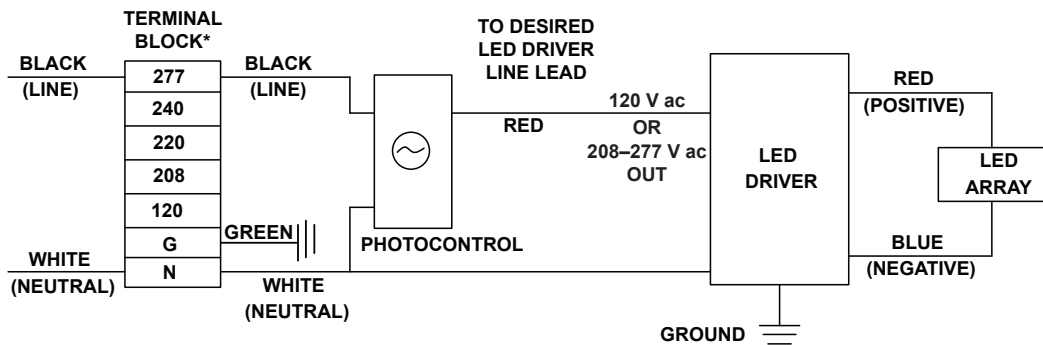 TERMINAL
BLOCK*
BLACK
(LINE)
277
240
220
208
120
G
N
WHITE
(NEUTRAL)
BLACK
(LINE)
GREEN
WHITE
(NEUTRAL)
PHOTOCONTROL
TO DESIRED
LED DRIVER
LINE LEAD
RED
120 V ac
OR
208–277 V ac
OUT
LED
DRIVER
GROUND
RED
(POSITIVE)
LED
ARRAY
BLUE
(NEGATIVE)